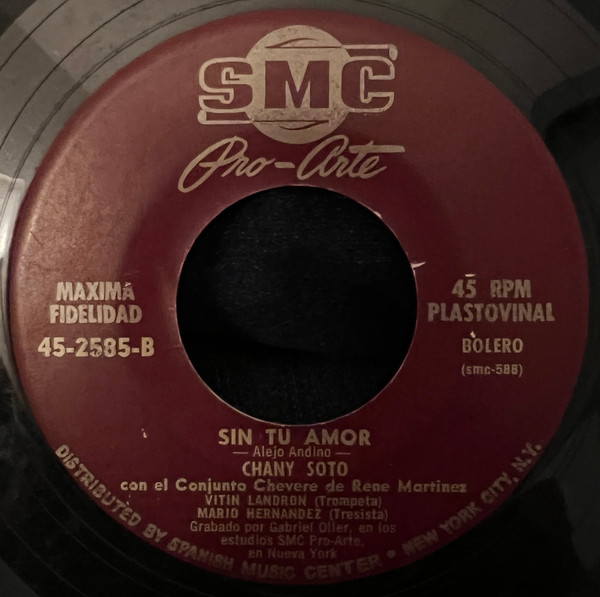 SMC
Pro-Arte
MAXIMA
FIDELIDAD
45-2585-B
45 RPM
PLASTOVINAL
BOLERO
(smc-588)
SIN TU AMOR
— Alejo Andino —
CHANY SOTO
con el Conjunto Chevere de Rene Martinez
VITIN LANDRON (Trompeta)
MARIO HERNANDEZ (Tresista)
Grabado por Gabriel Oller, en los
estudios SMC Pro-Arte,
en Nueva York
DISTRIBUTED BY SPANISH MUSIC CENTER • NEW YORK CITY, N.Y.